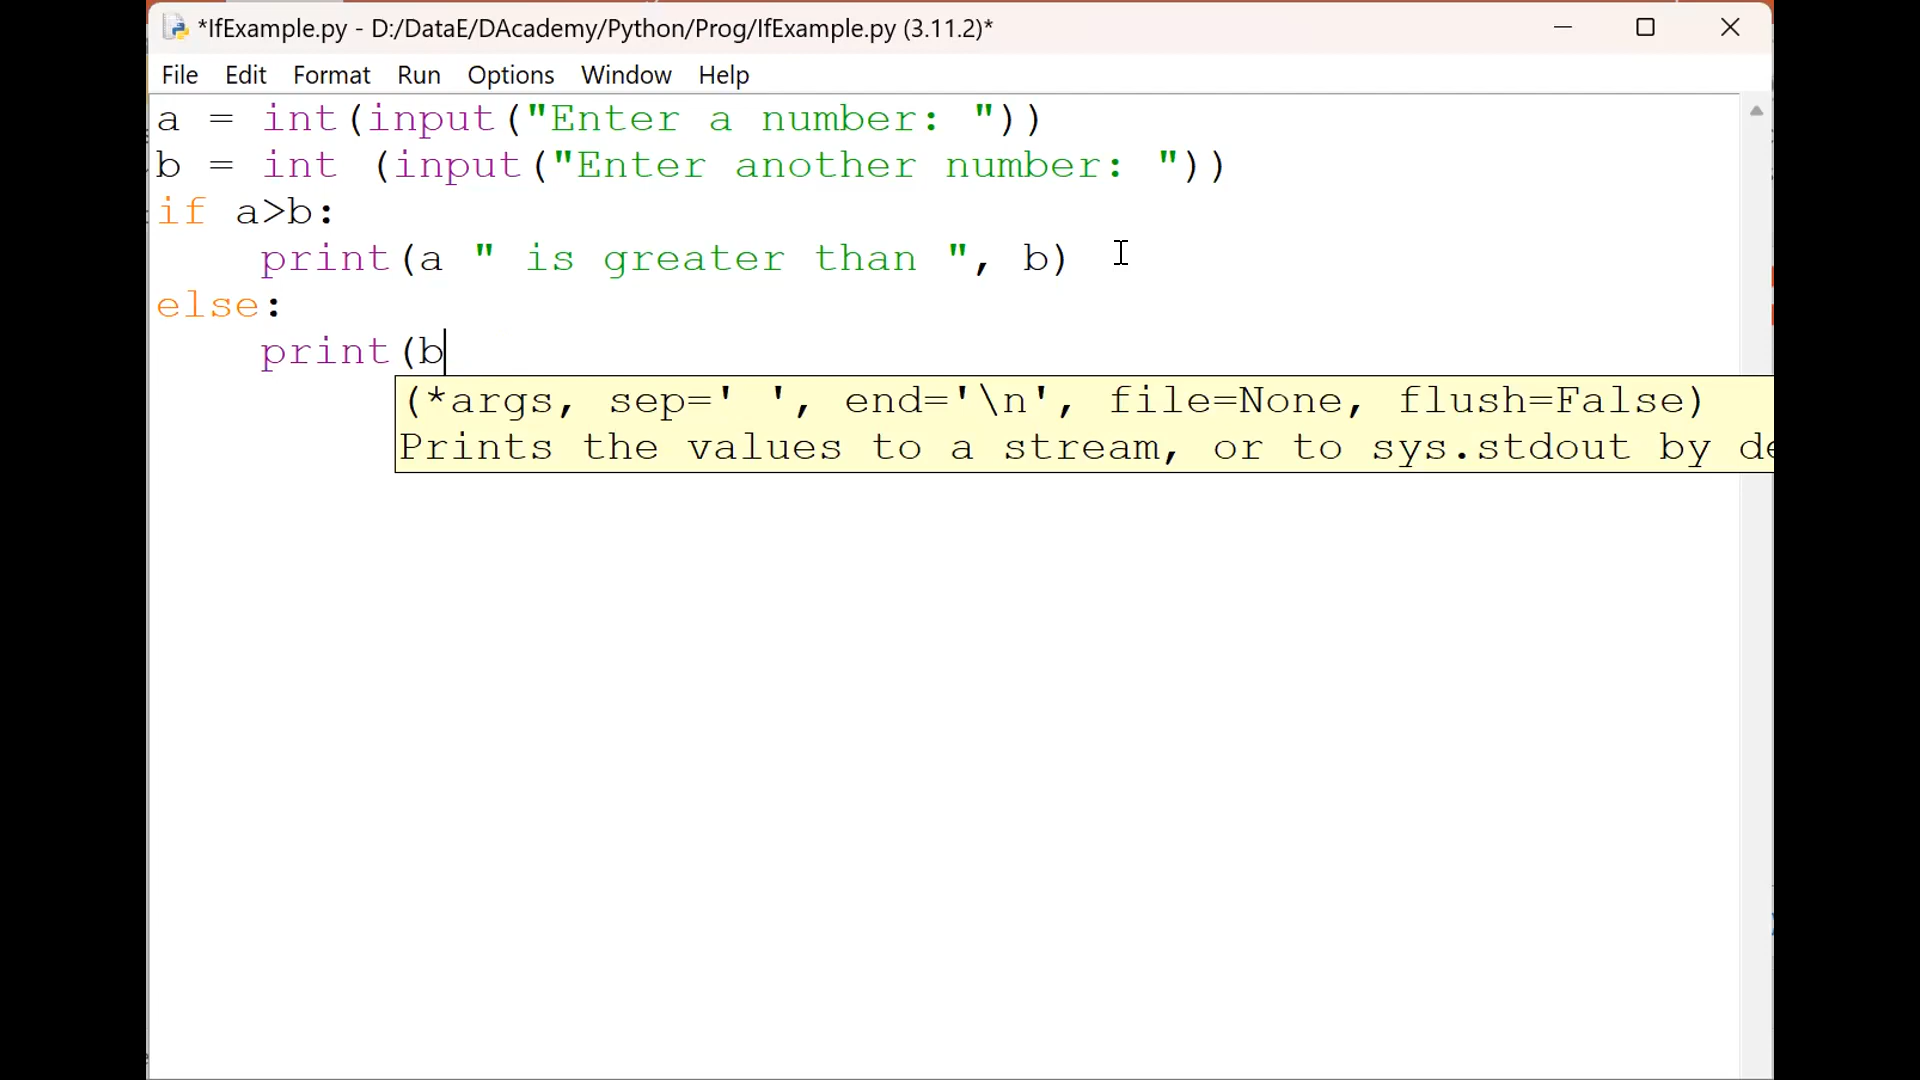 *IfExample.py - D:/DataE/DAcademy/Python/Prog/IfExample.py (3.11.2)*
File Edit Format Run Options Window Help
a = int(input("Enter a number: "))
b = int (input("Enter another number: "))
if a>b:
    print(a " is greater than ", b)
else:
    print(b
(*args, sep=' ', end='\n', file=None, flush=False)
Prints the values to a stream, or to sys.stdout by de